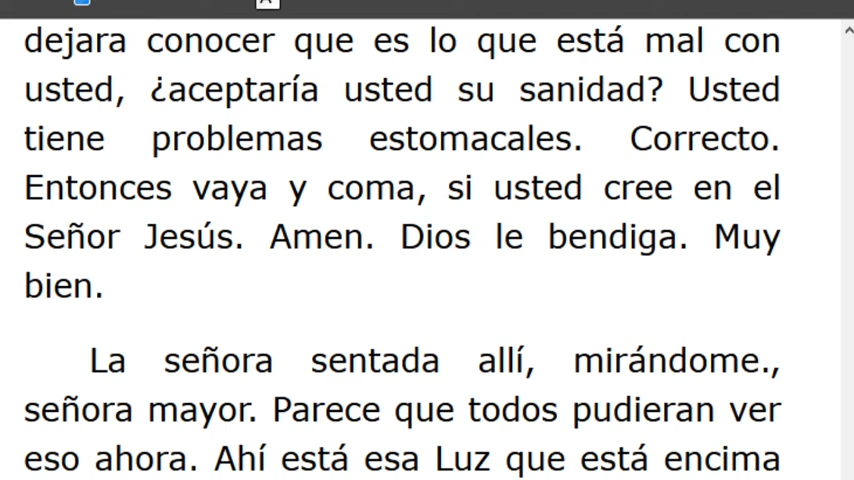 dejara conocer que es lo que está mal con
usted, ¿aceptaría usted su sanidad? Usted
tiene problemas estomacales. Correcto.
Entonces vaya y coma, si usted cree en el
Señor Jesús. Amen. Dios le bendiga. Muy
bien.
La señora sentada allí, mirándome.,
señora mayor. Parece que todos pudieran ver
eso ahora. Ahí está esa Luz que está encima